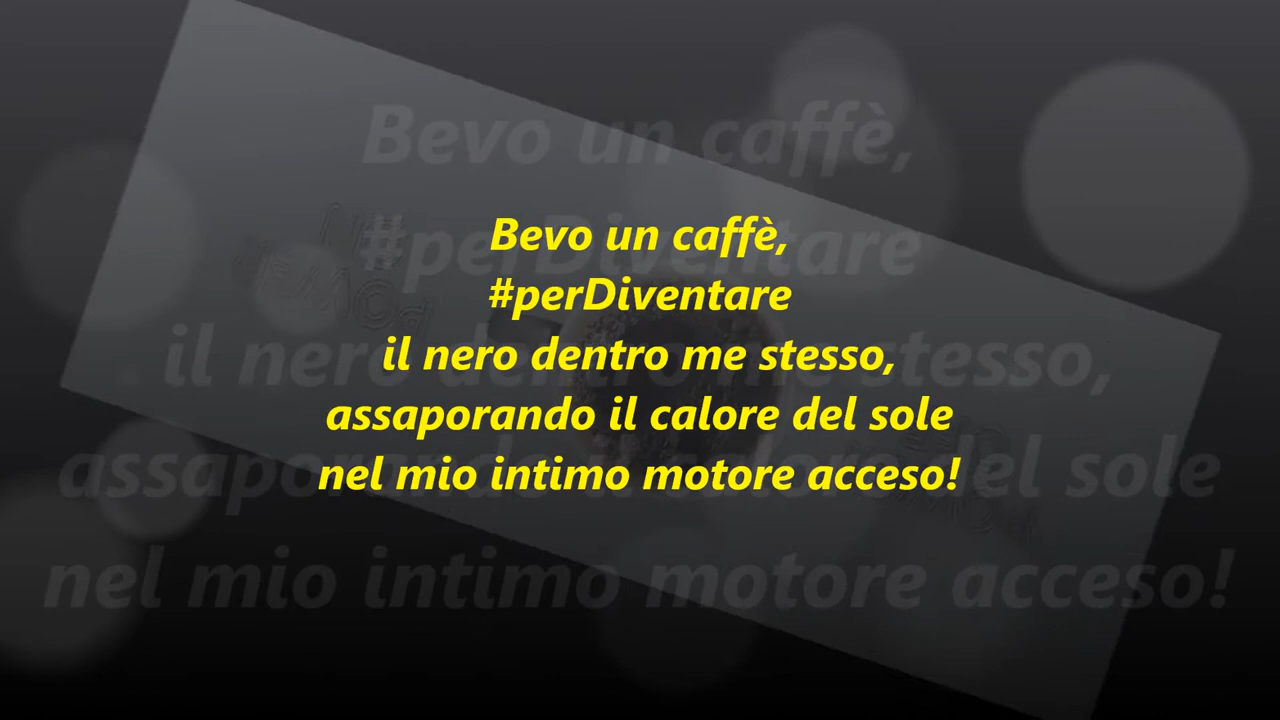 Bevo un caffè,
#perDiventare
il nero dentro me stesso,
assaporando il calore del sole
nel mio intimo motore acceso!